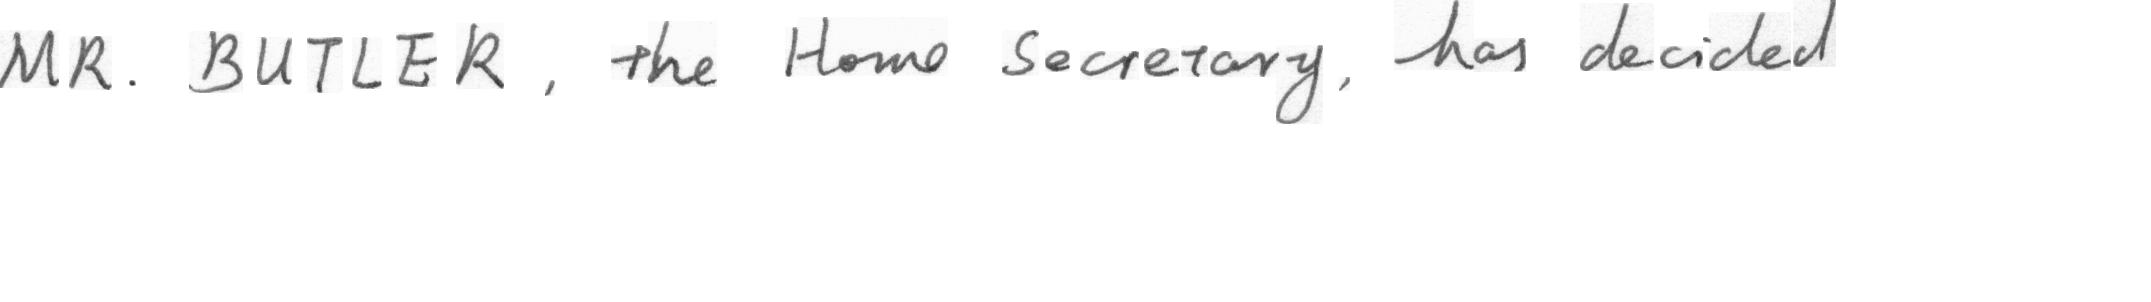 MR. BUTLER, the Home Secretary, has decided